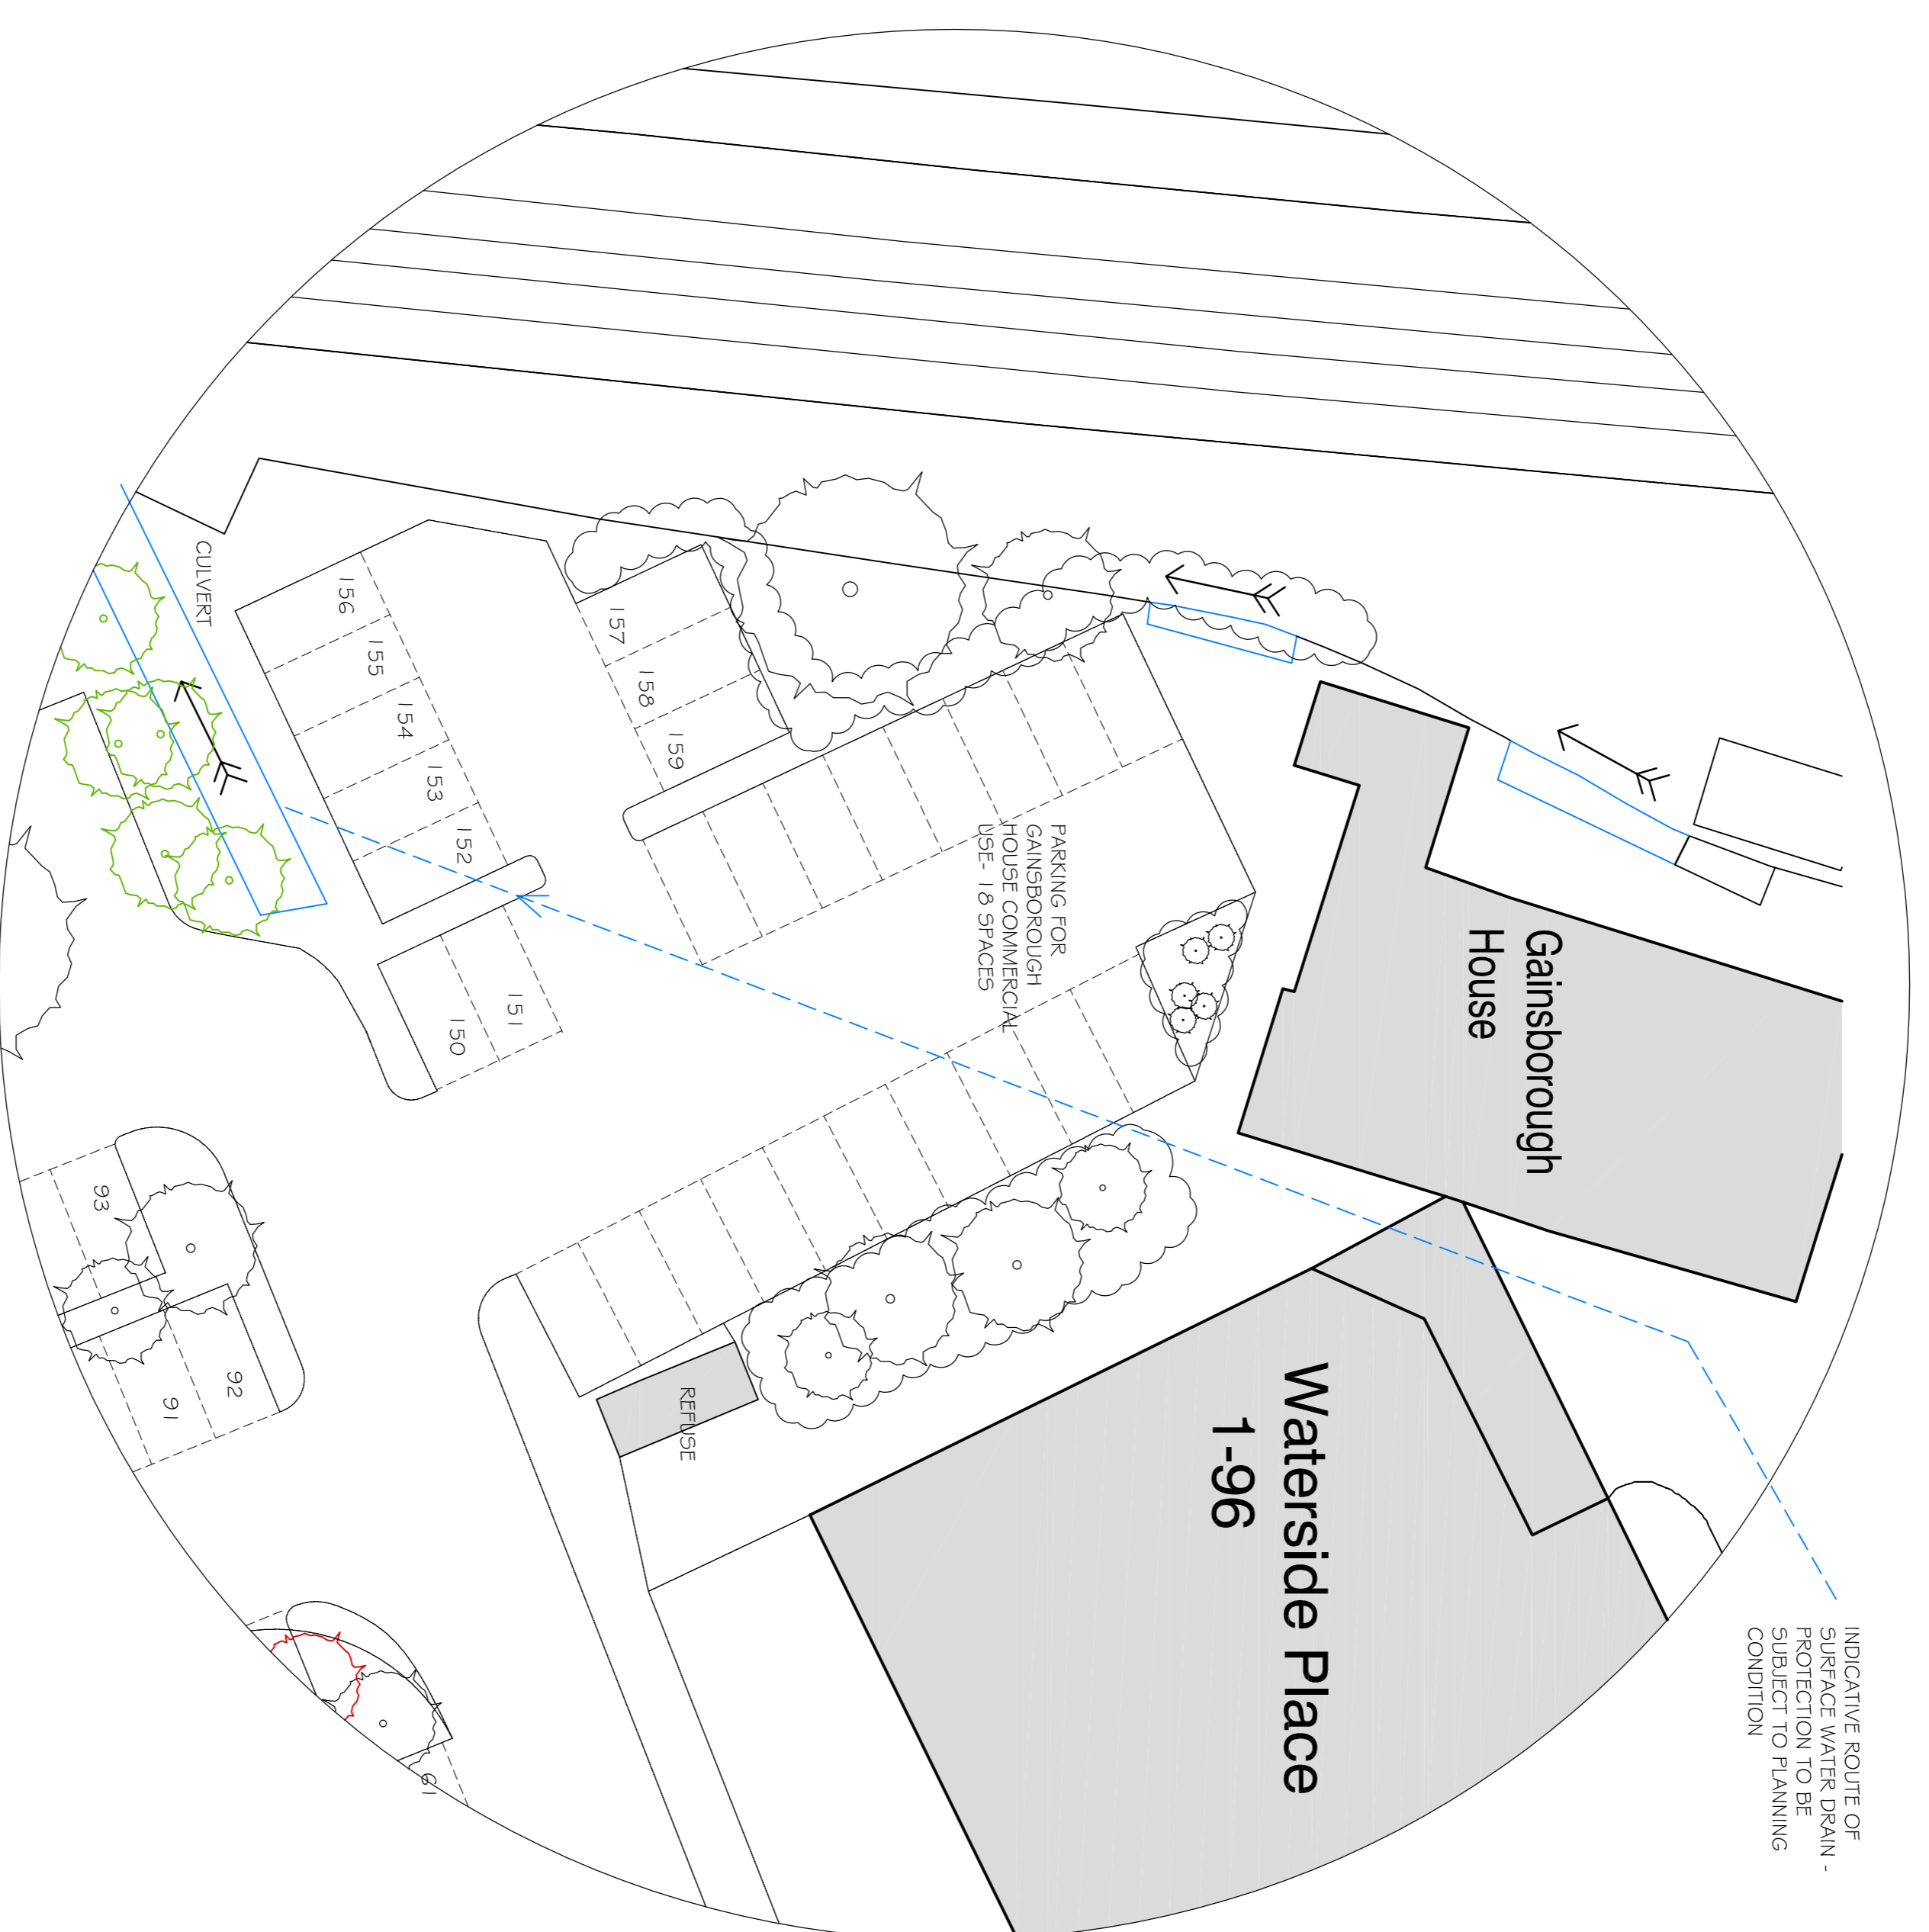 INDICATIVE ROUTE OF
SURFACE WATER DRAIN -
PROTECTION TO BE
SUBJECT TO PLANNING
CONDITION
Gainsborough
House
Waterside Place
1-96
PARKING FOR
GAINSBOROUGH
HOUSE COMMERCIAL
USE- 18 SPACES
REFUSE
CULVERT
157
158
159
156
155
154
153
152
151
150
93
92
91
61